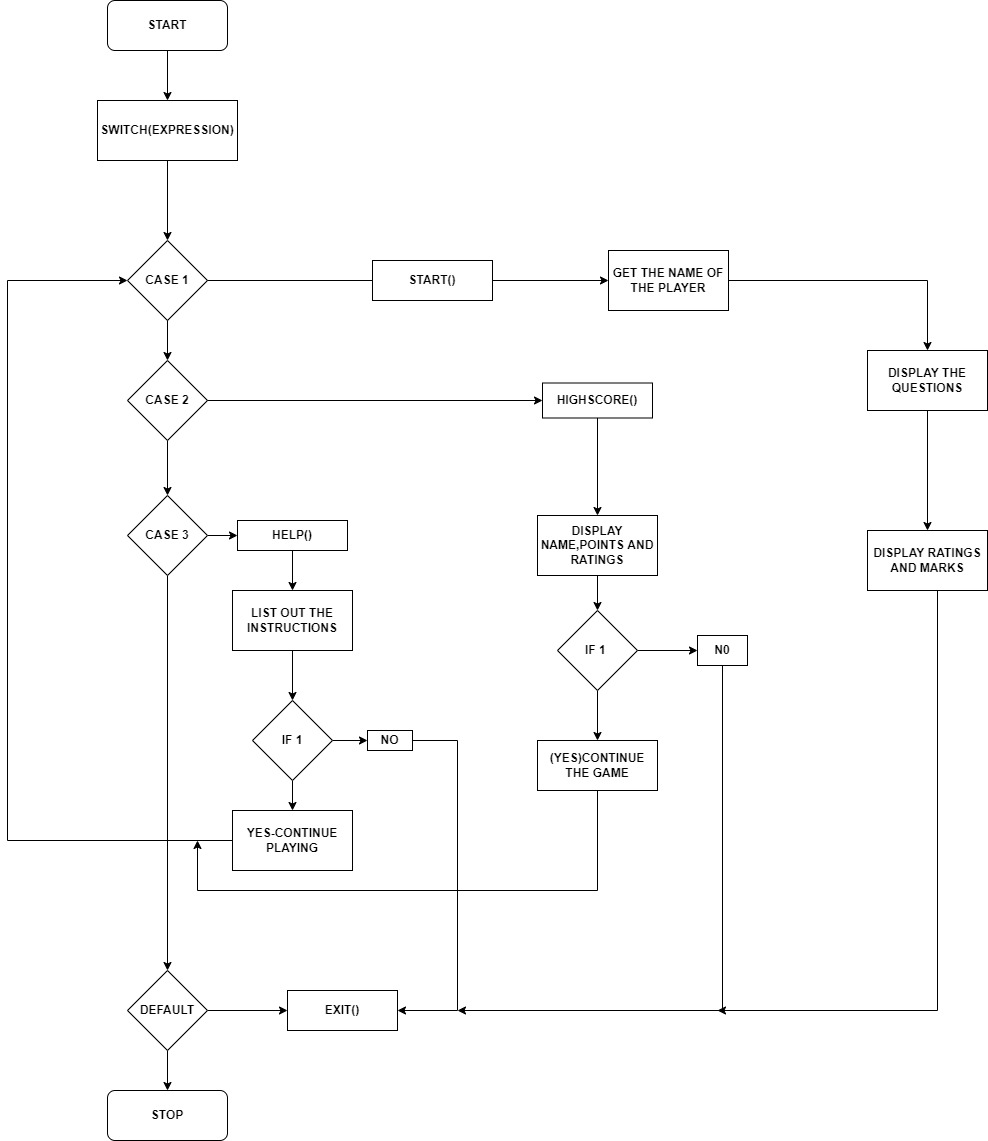 START
SWITCH(EXPRESSION)
CASE 1
START()
GET THE NAME OF
THE PLAYER
DISPLAY THE
QUESTIONS
CASE 2
HIGHSCORE()
CASE 3
HELP()
DISPLAY
NAME,POINTS AND
RATINGS
DISPLAY RATINGS
AND MARKS
LIST OUT THE
INSTRUCTIONS
IF 1
N0
IF 1
NO
(YES)CONTINUE
THE GAME
YES-CONTINUE
PLAYING
DEFAULT
EXIT()
STOP